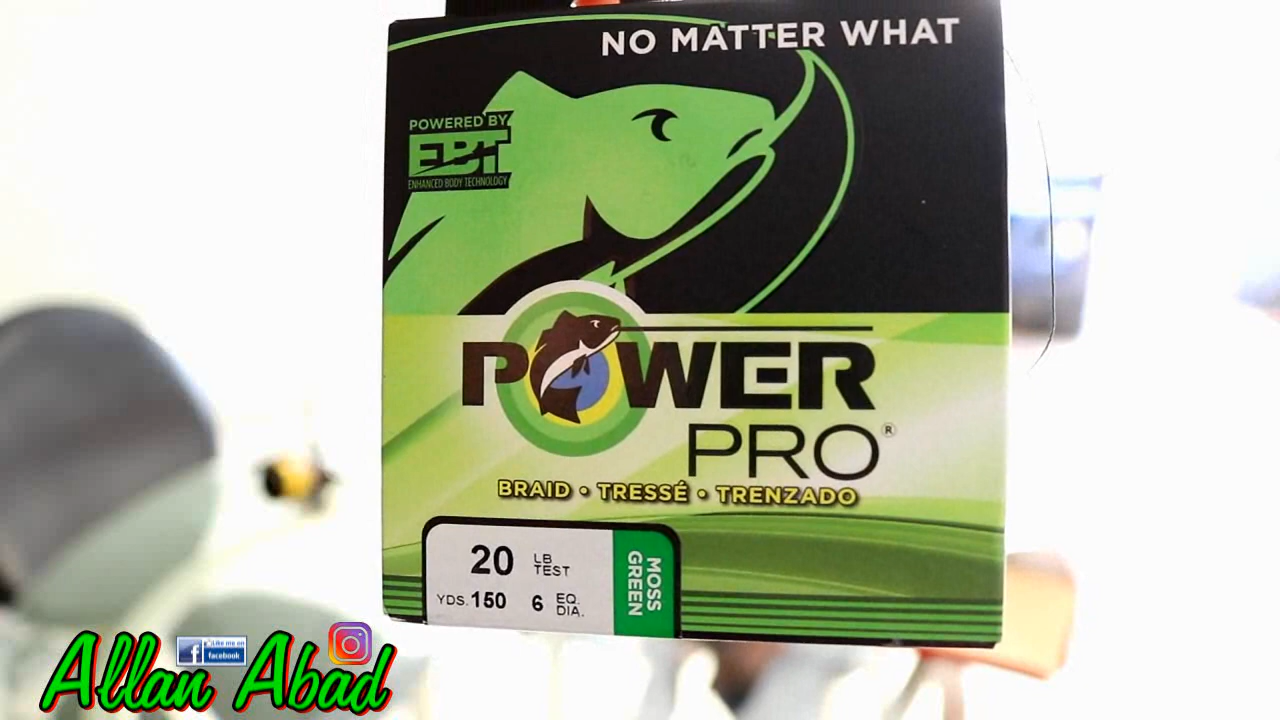 NO MATTER WHAT
POWERED BY
EBT
ENHANCED BODY TECHNOLOGY
POWER
PRO®
BRAID • TRESSÉ • TRENZADO
20 LB TEST
YDS. 150 6 EQ. DIA.
MOSS GREEN
Like me on
facebook
Allan Abad